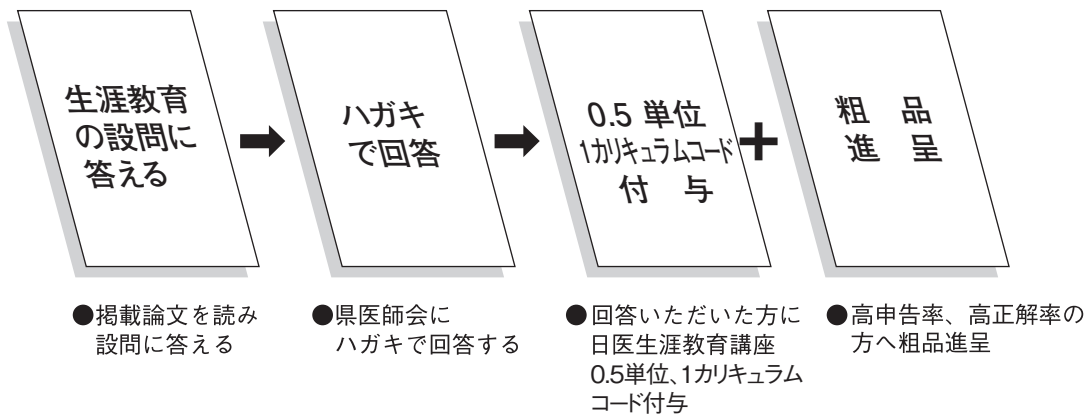 生涯教育
の設問に
答える
ハガキ
で回答
0.5 単位
1カリキュラムコード
付 与
粗 品
進 呈
●掲載論文を読み
設問に答える
●県医師会に
ハガキで回答する
●回答いただいた方に
日医生涯教育講座
0.5単位、1カリキュラム
コード付与
●高申告率、高正解率の
方へ粗品進呈